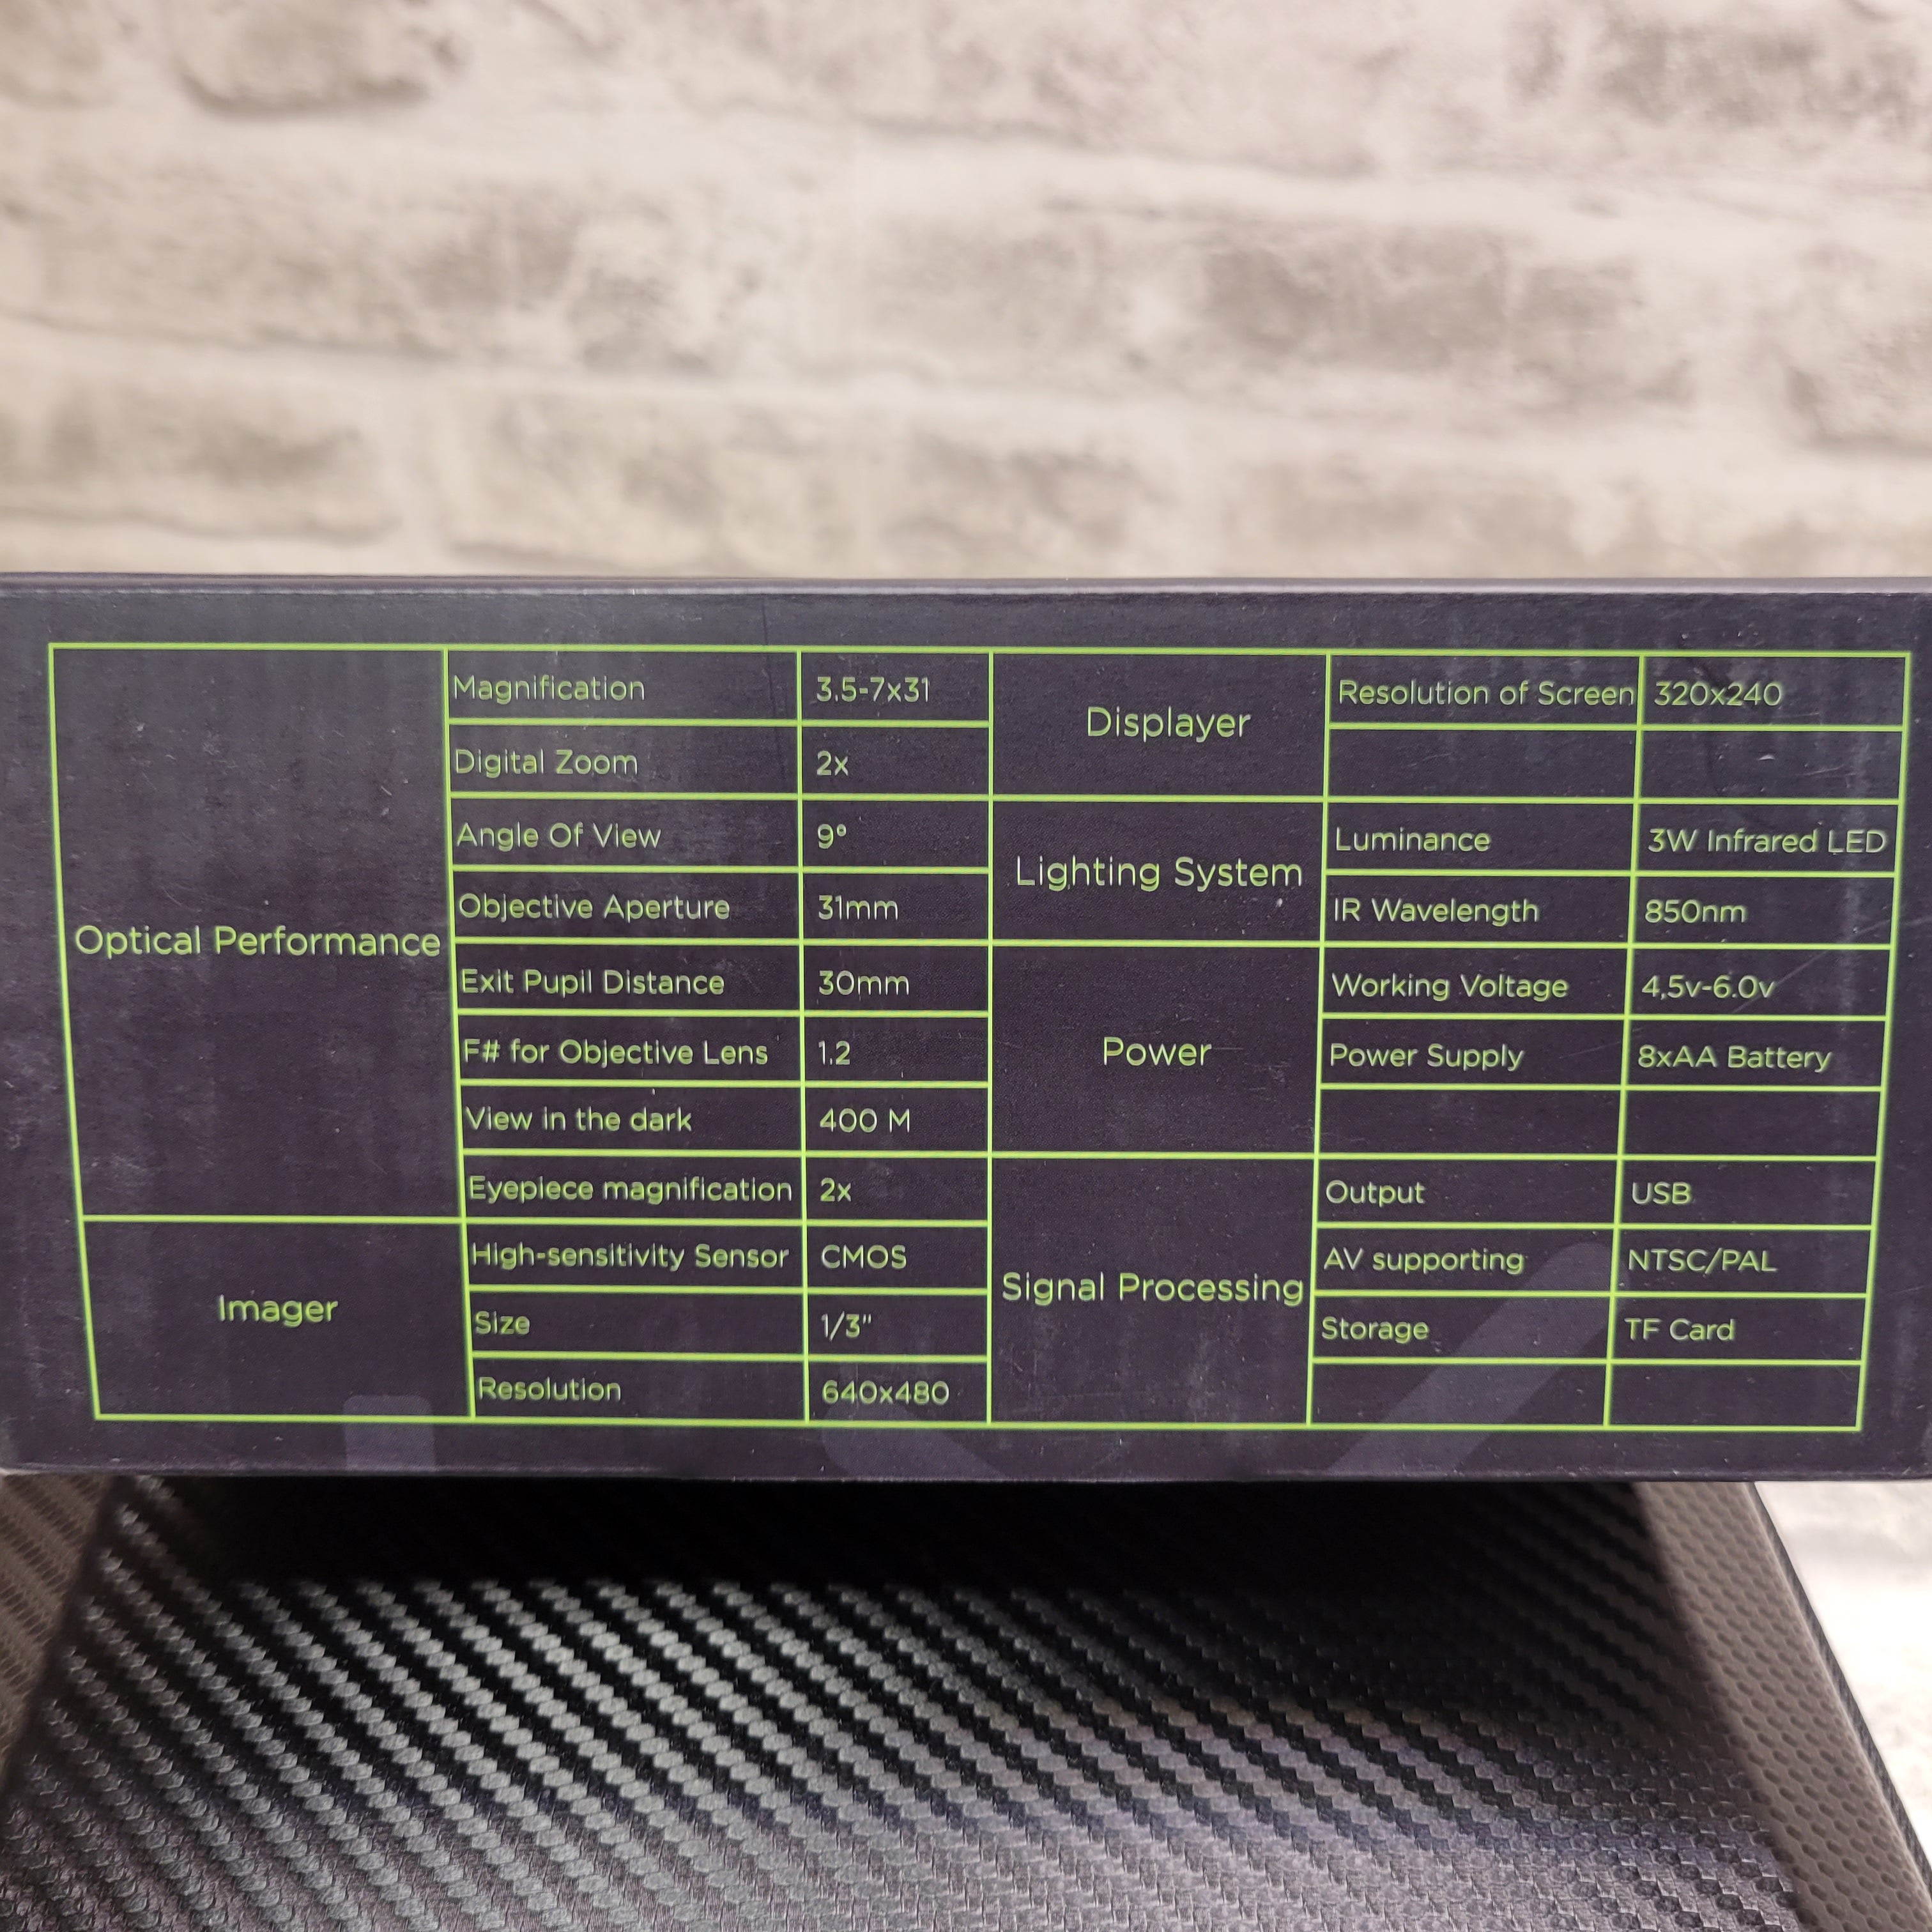 Optical Performance
Magnification 3.5-7x31
Digital Zoom 2x
Angle Of View 9°
Objective Aperture 31mm
Exit Pupil Distance 30mm
F# for Objective Lens 1.2
View in the dark 400 M
Eyepiece magnification 2x
Imager
High-sensitivity Sensor CMOS
Size 1/3"
Resolution 640x480
Displayer
Resolution of Screen 320x240
Lighting System
Luminance 3W Infrared LED
IR Wavelength 850nm
Power
Working Voltage 4,5v-6.0v
Power Supply 8xAA Battery
Signal Processing
Output USB
AV supporting NTSC/PAL
Storage TF Card